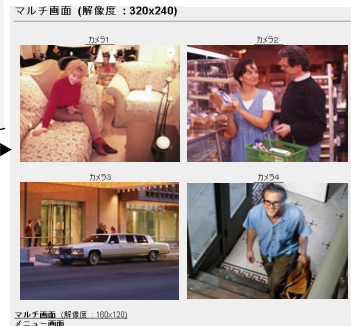 マルチ画面 (解像度 : 320x240)
カメラ1 カメラ2
カメラ3 カメラ4
マルチ画面 (解像度 : 160x120)
メニュー画面